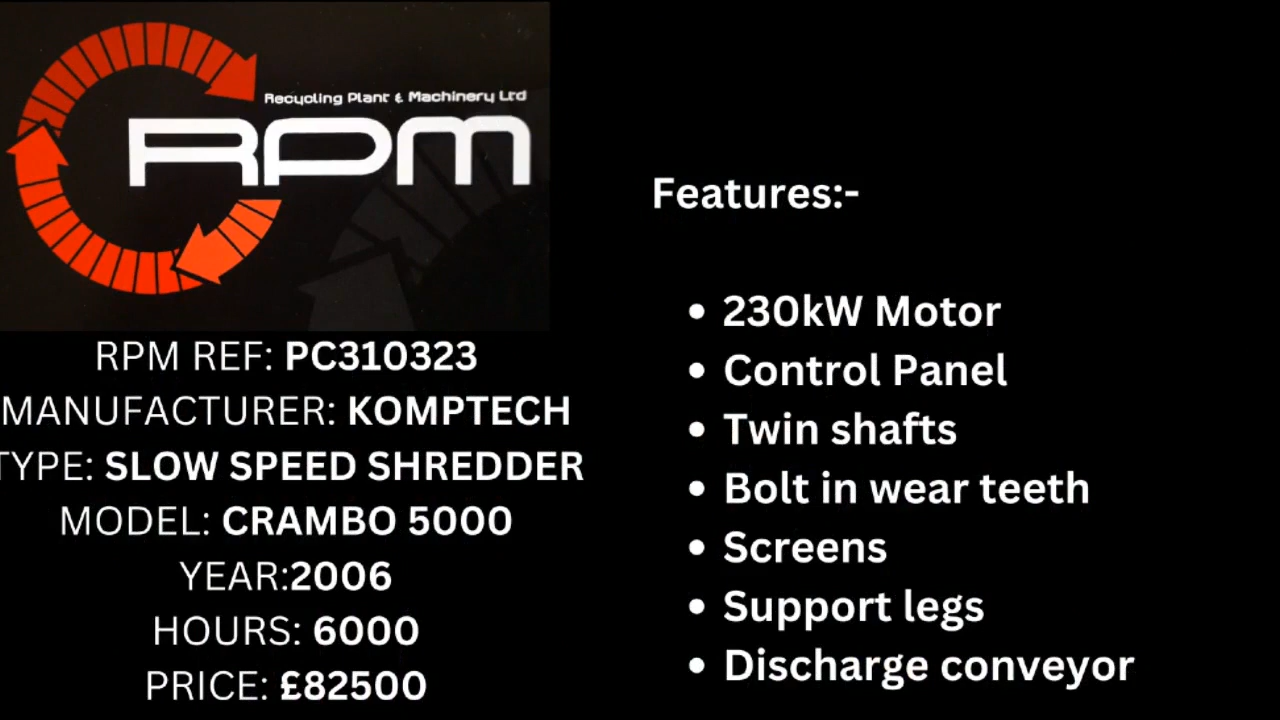 Recycling Plant & Machinery Ltd
RPM
RPM REF: PC310323
MANUFACTURER: KOMPTECH
TYPE: SLOW SPEED SHREDDER
MODEL: CRAMBO 5000
YEAR:2006
HOURS: 6000
PRICE: £82500
Features:-
• 230kW Motor
• Control Panel
• Twin shafts
• Bolt in wear teeth
• Screens
• Support legs
• Discharge conveyor